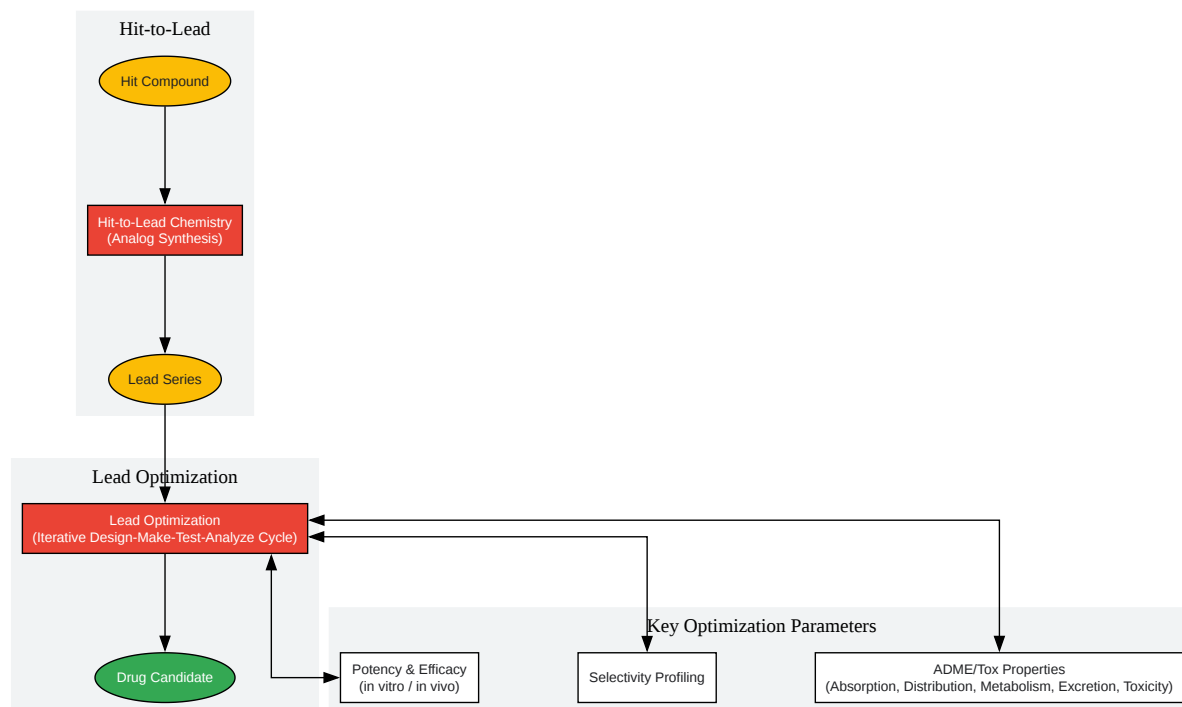 Hit-to-Lead
Hit Compound
Hit-to-Lead Chemistry
(Analog Synthesis)
Lead Series
Lead Optimization
Lead Optimization
(Iterative Design-Make-Test-Analyze Cycle)
Drug Candidate
Key Optimization Parameters
Potency & Efficacy
(in vitro / in vivo)
Selectivity Profiling
ADME/Tox Properties
(Absorption, Distribution, Metabolism, Excretion, Toxicity)